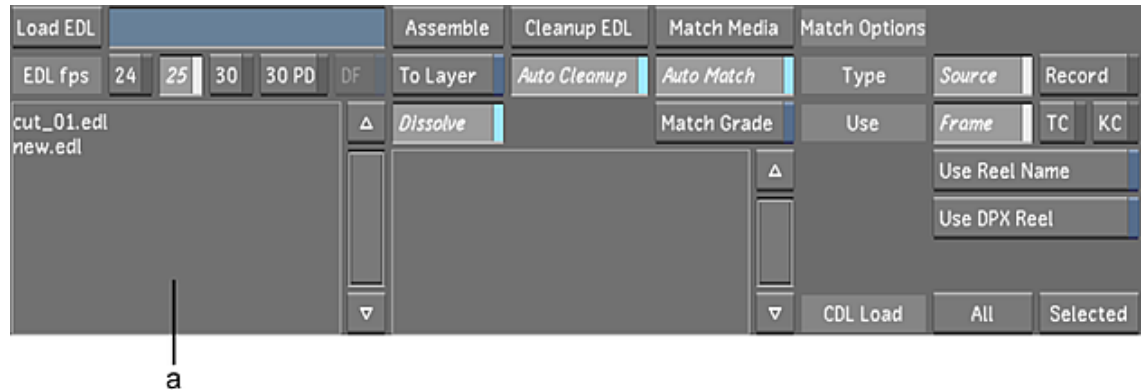 Load EDL Assemble Cleanup EDL Match Media Match Options
EDL fps 24 25 30 30 PD DF To Layer Auto Cleanup Auto Match Type Source Record
cut_01.edl Dissolve Match Grade Use Frame TC KC
new.edl
Use Reel Name
Use DPX Reel
CDL Load All Selected
a